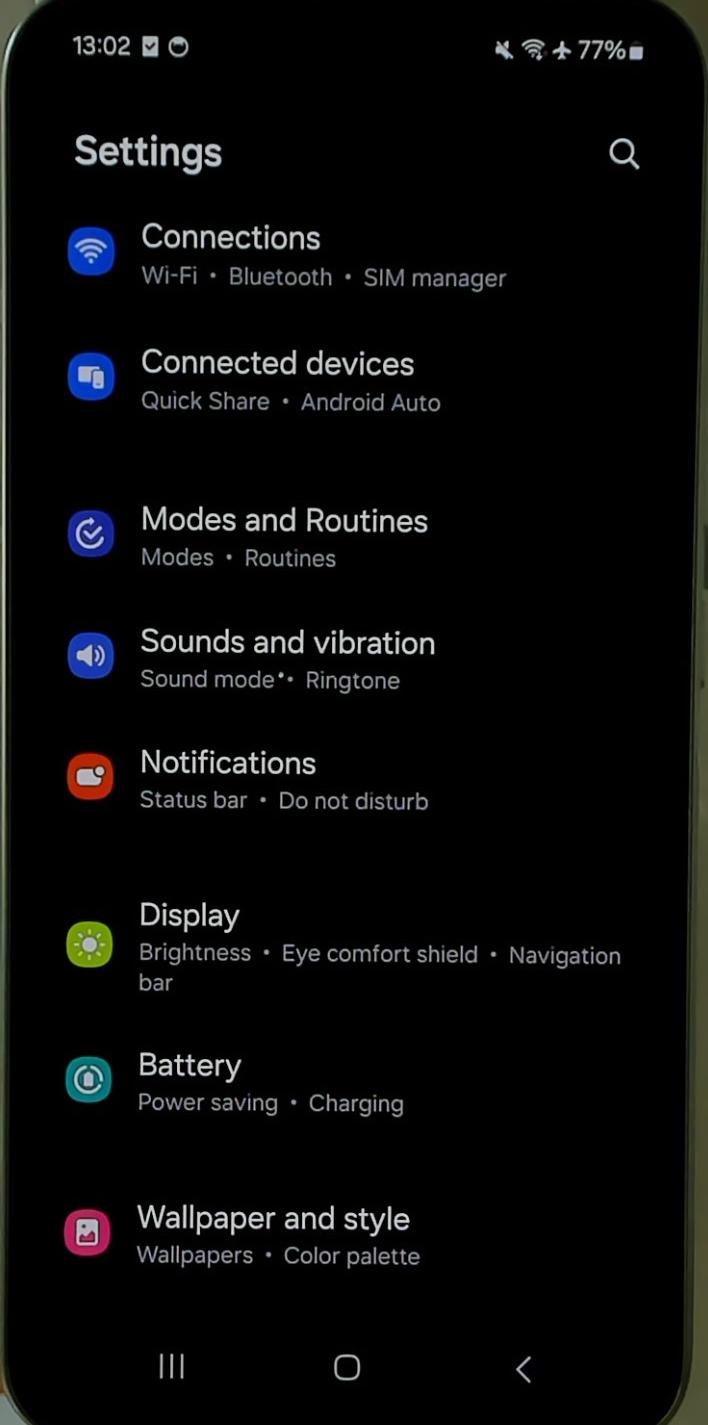 13:02
77%
Settings
Connections
Wi-Fi • Bluetooth • SIM manager
Connected devices
Quick Share • Android Auto
Modes and Routines
Modes • Routines
Sounds and vibration
Sound mode • Ringtone
Notifications
Status bar • Do not disturb
Display
Brightness • Eye comfort shield • Navigation
bar
Battery
Power saving • Charging
Wallpaper and style
Wallpapers • Color palette